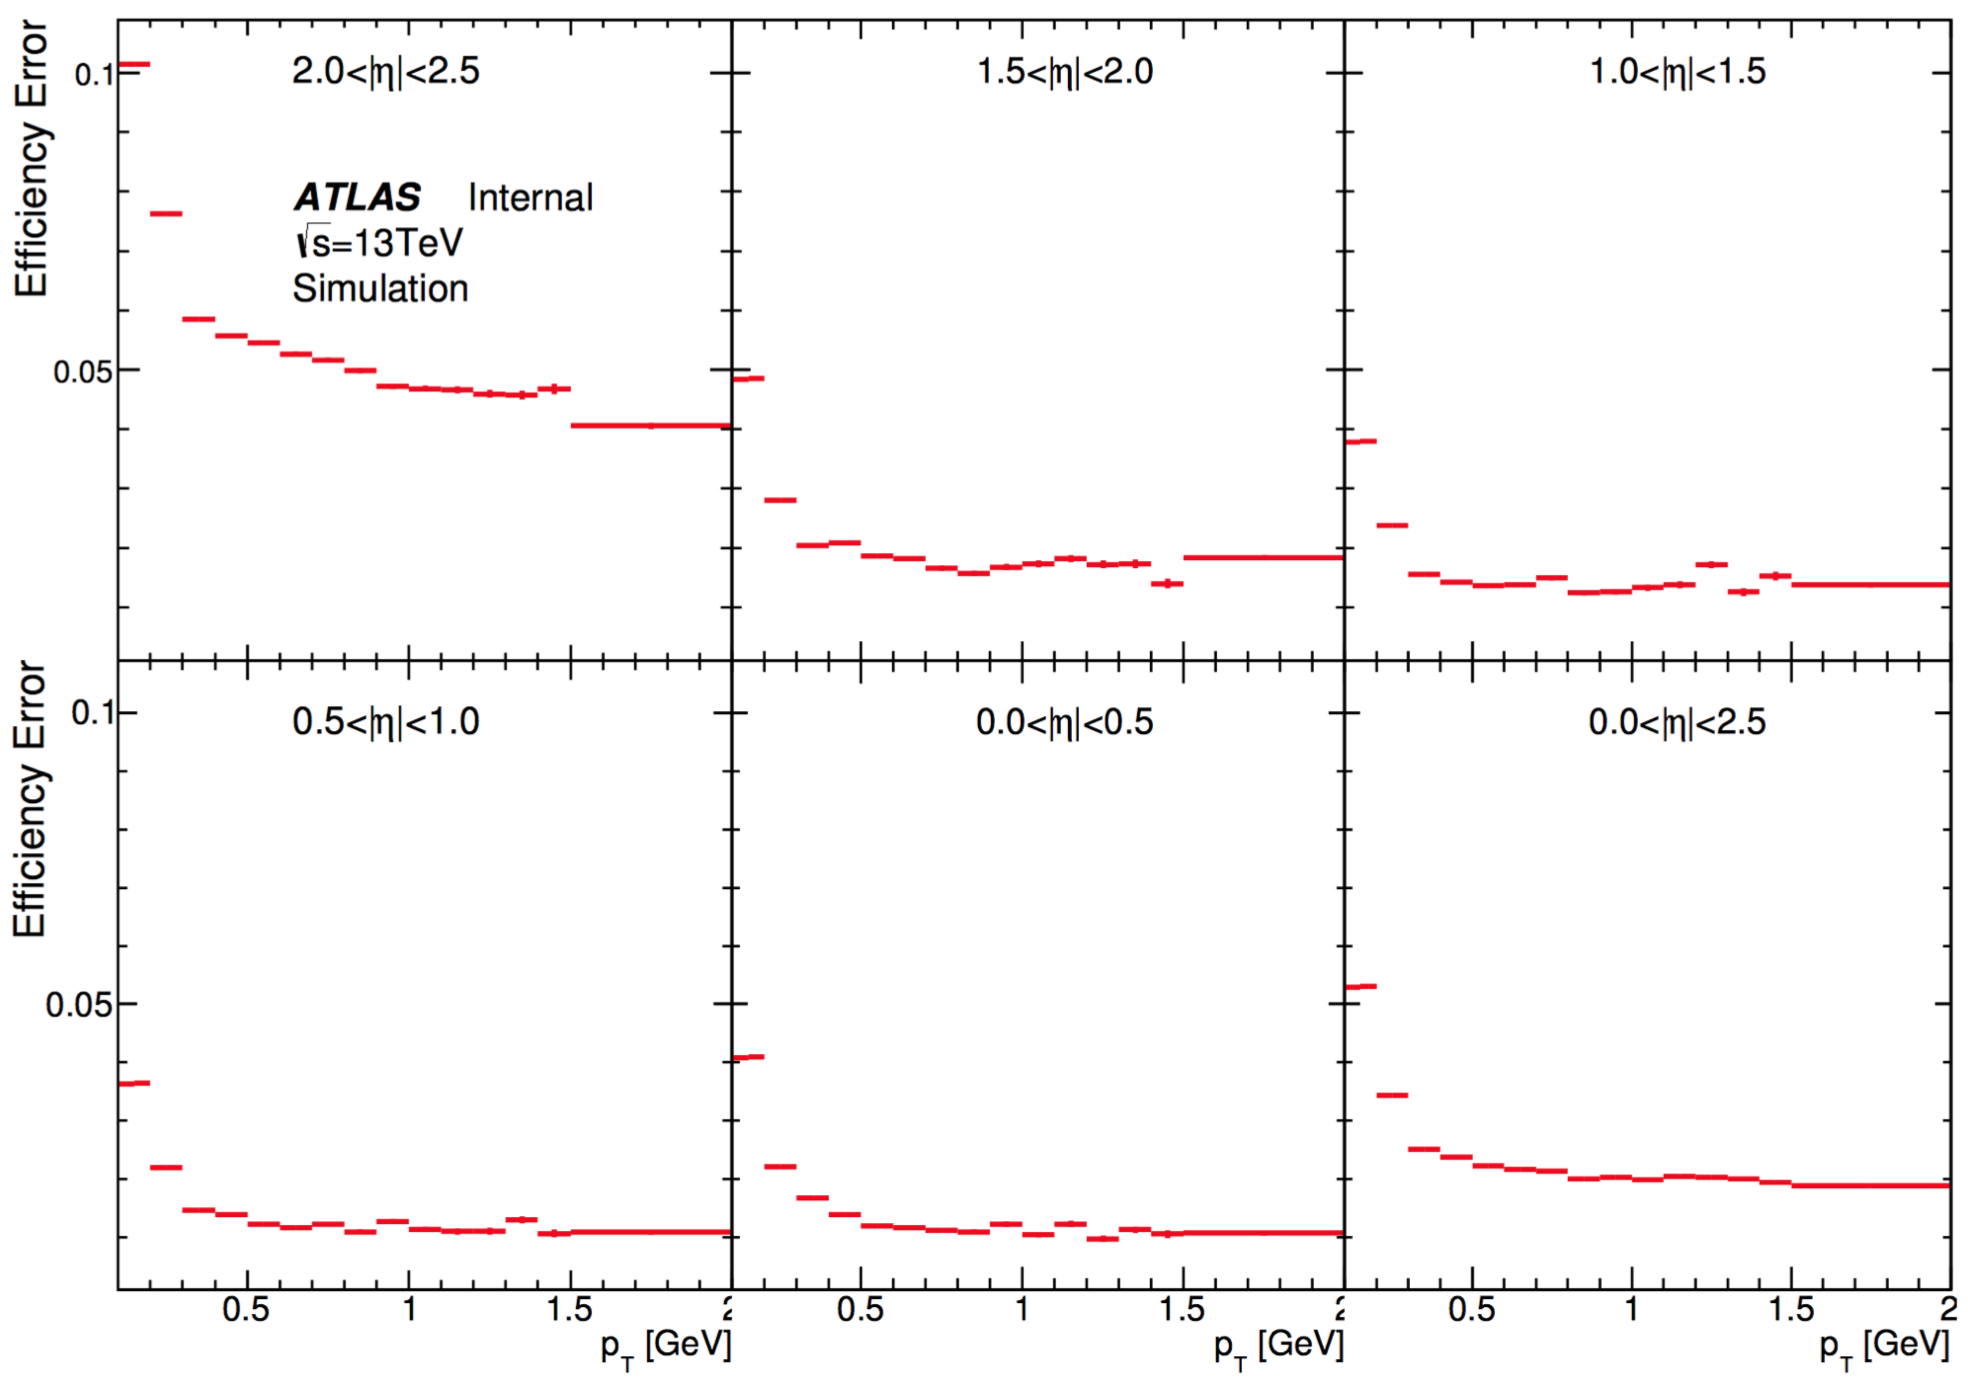 Efficiency Error
0.1
0.05
2.0<|η|<2.5
ATLAS Internal
√s=13TeV
Simulation
1.5<|η|<2.0
1.0<|η|<1.5
Efficiency Error
0.1
0.05
0.5<|η|<1.0
0.0<|η|<0.5
0.0<|η|<2.5
0.5 1 1.5 2
0.5 1 1.5 2
0.5 1 1.5 2
p_T [GeV]
p_T [GeV]
p_T [GeV]